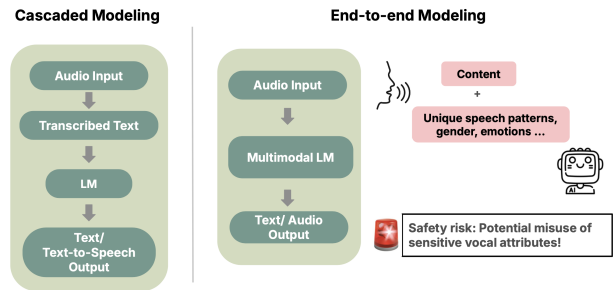 Cascaded Modeling
Audio Input
Transcribed Text
LM
Text/
Text-to-Speech
Output
End-to-end Modeling
Audio Input
Multimodal LM
Text/ Audio
Output
Content
+
Unique speech patterns,
gender, emotions ...
AI
Safety risk: Potential misuse of
sensitive vocal attributes!